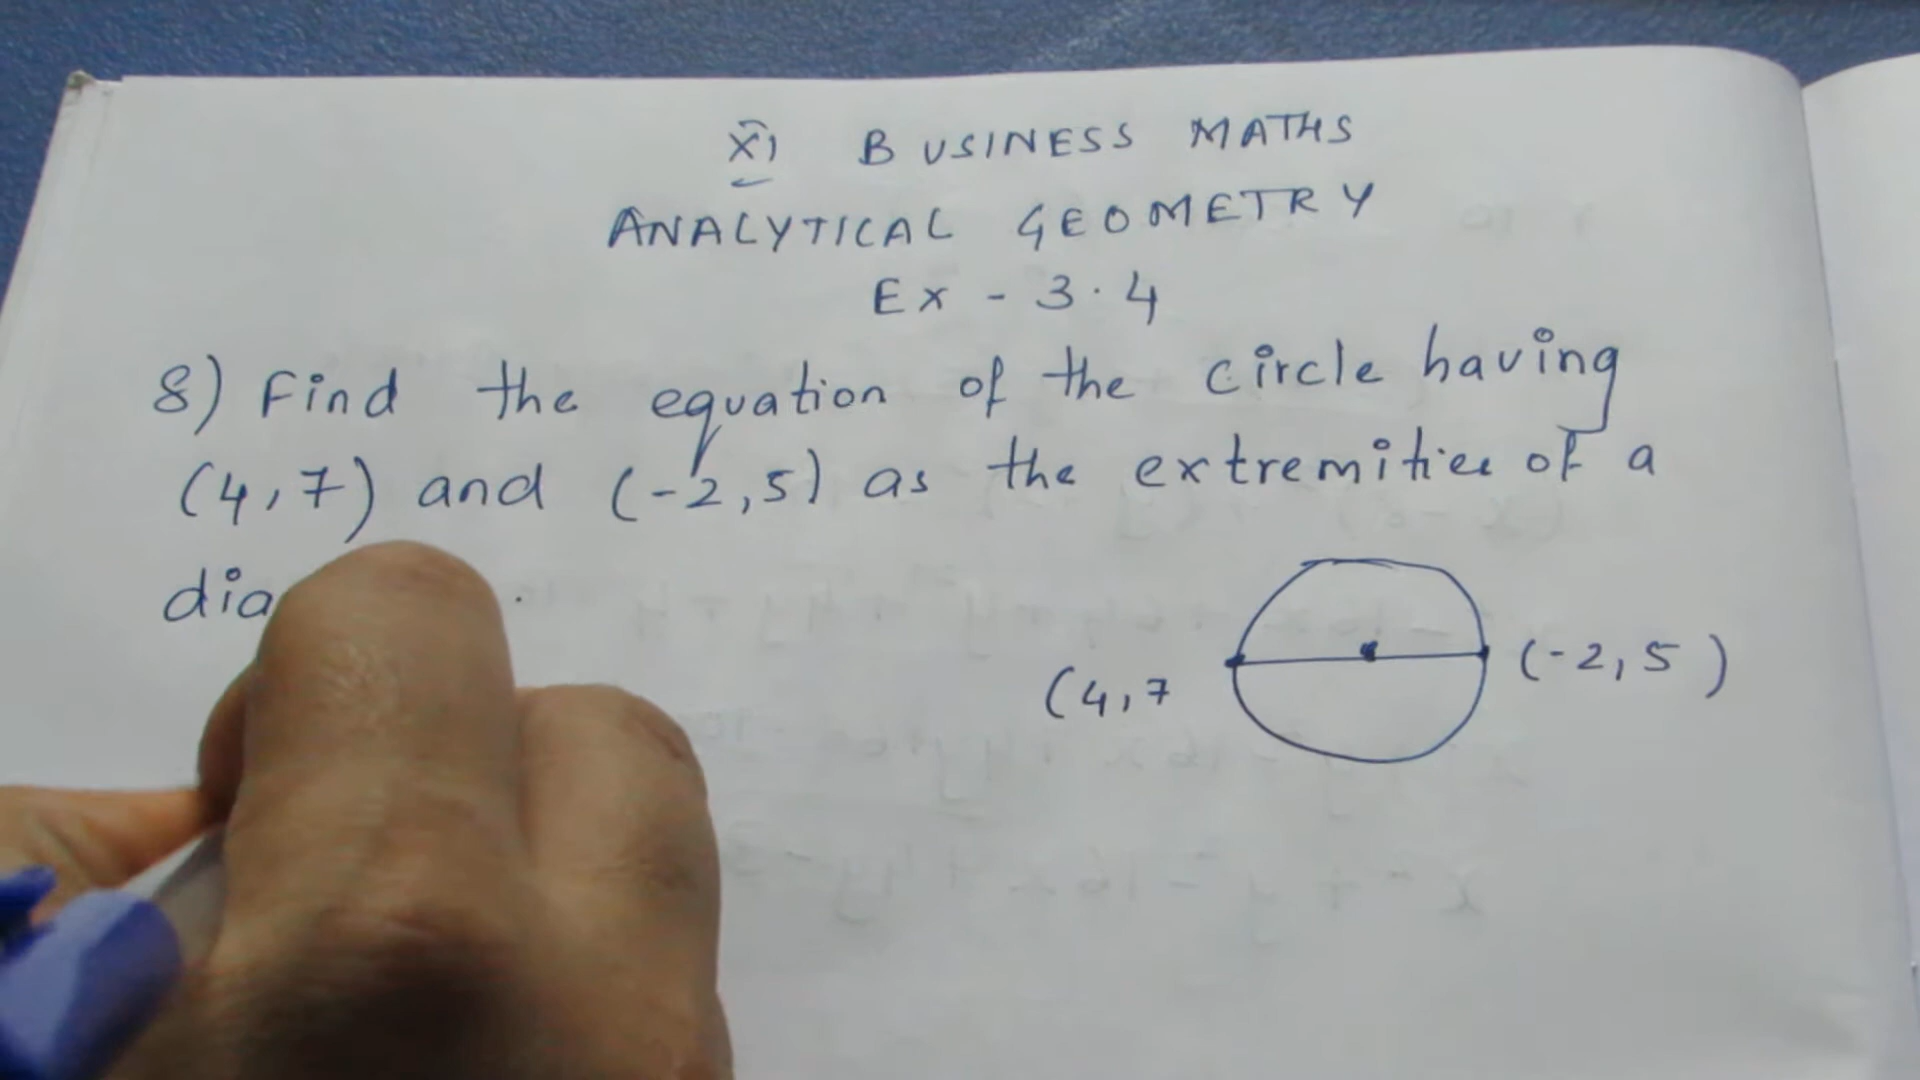 XI BUSINESS MATHS
ANALYTICAL GEOMETRY
Ex - 3.4
8) Find the equation of the circle having
(4,7) and (-2,5) as the extremities of a
dia
(4,7
(-2,5)